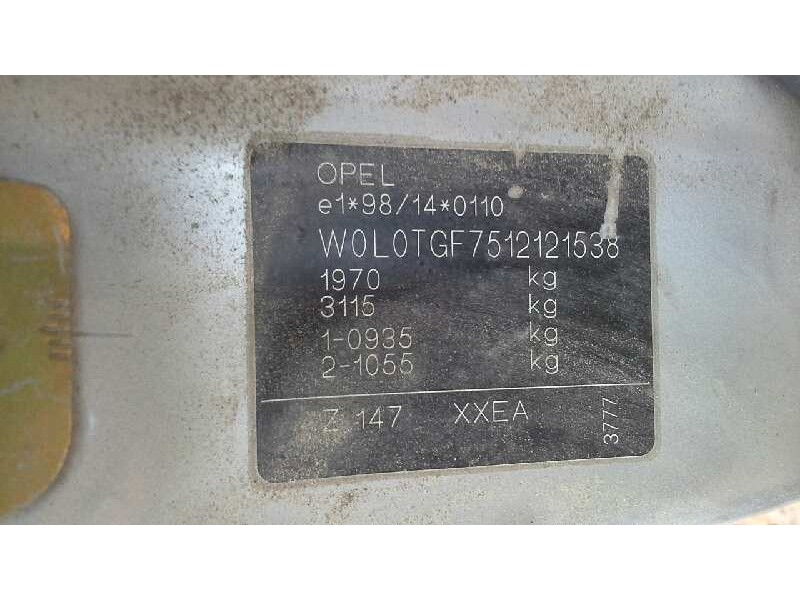 OPEL
e1*98/14*0110
W0L0TGF7512121538
1970 kg
3115 kg
1-0935 kg
2-1055 kg
Z 147 XXEA
3777